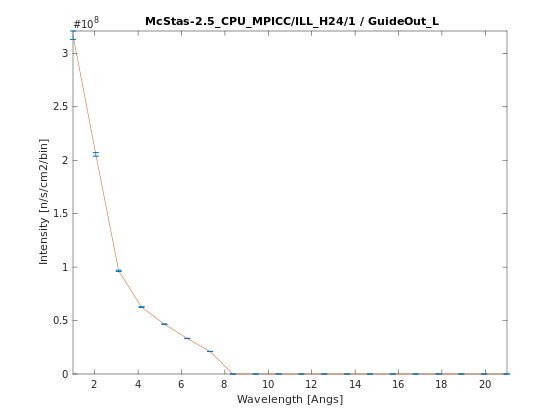 McStas-2.5_CPU_MPICC/ILL_H24/1 / GuideOut_L
#10^8
3
2.5
2
1.5
1
0.5
0
Intensity [n/s/cm2/bin]
2 4 6 8 10 12 14 16 18 20
Wavelength [Angs]